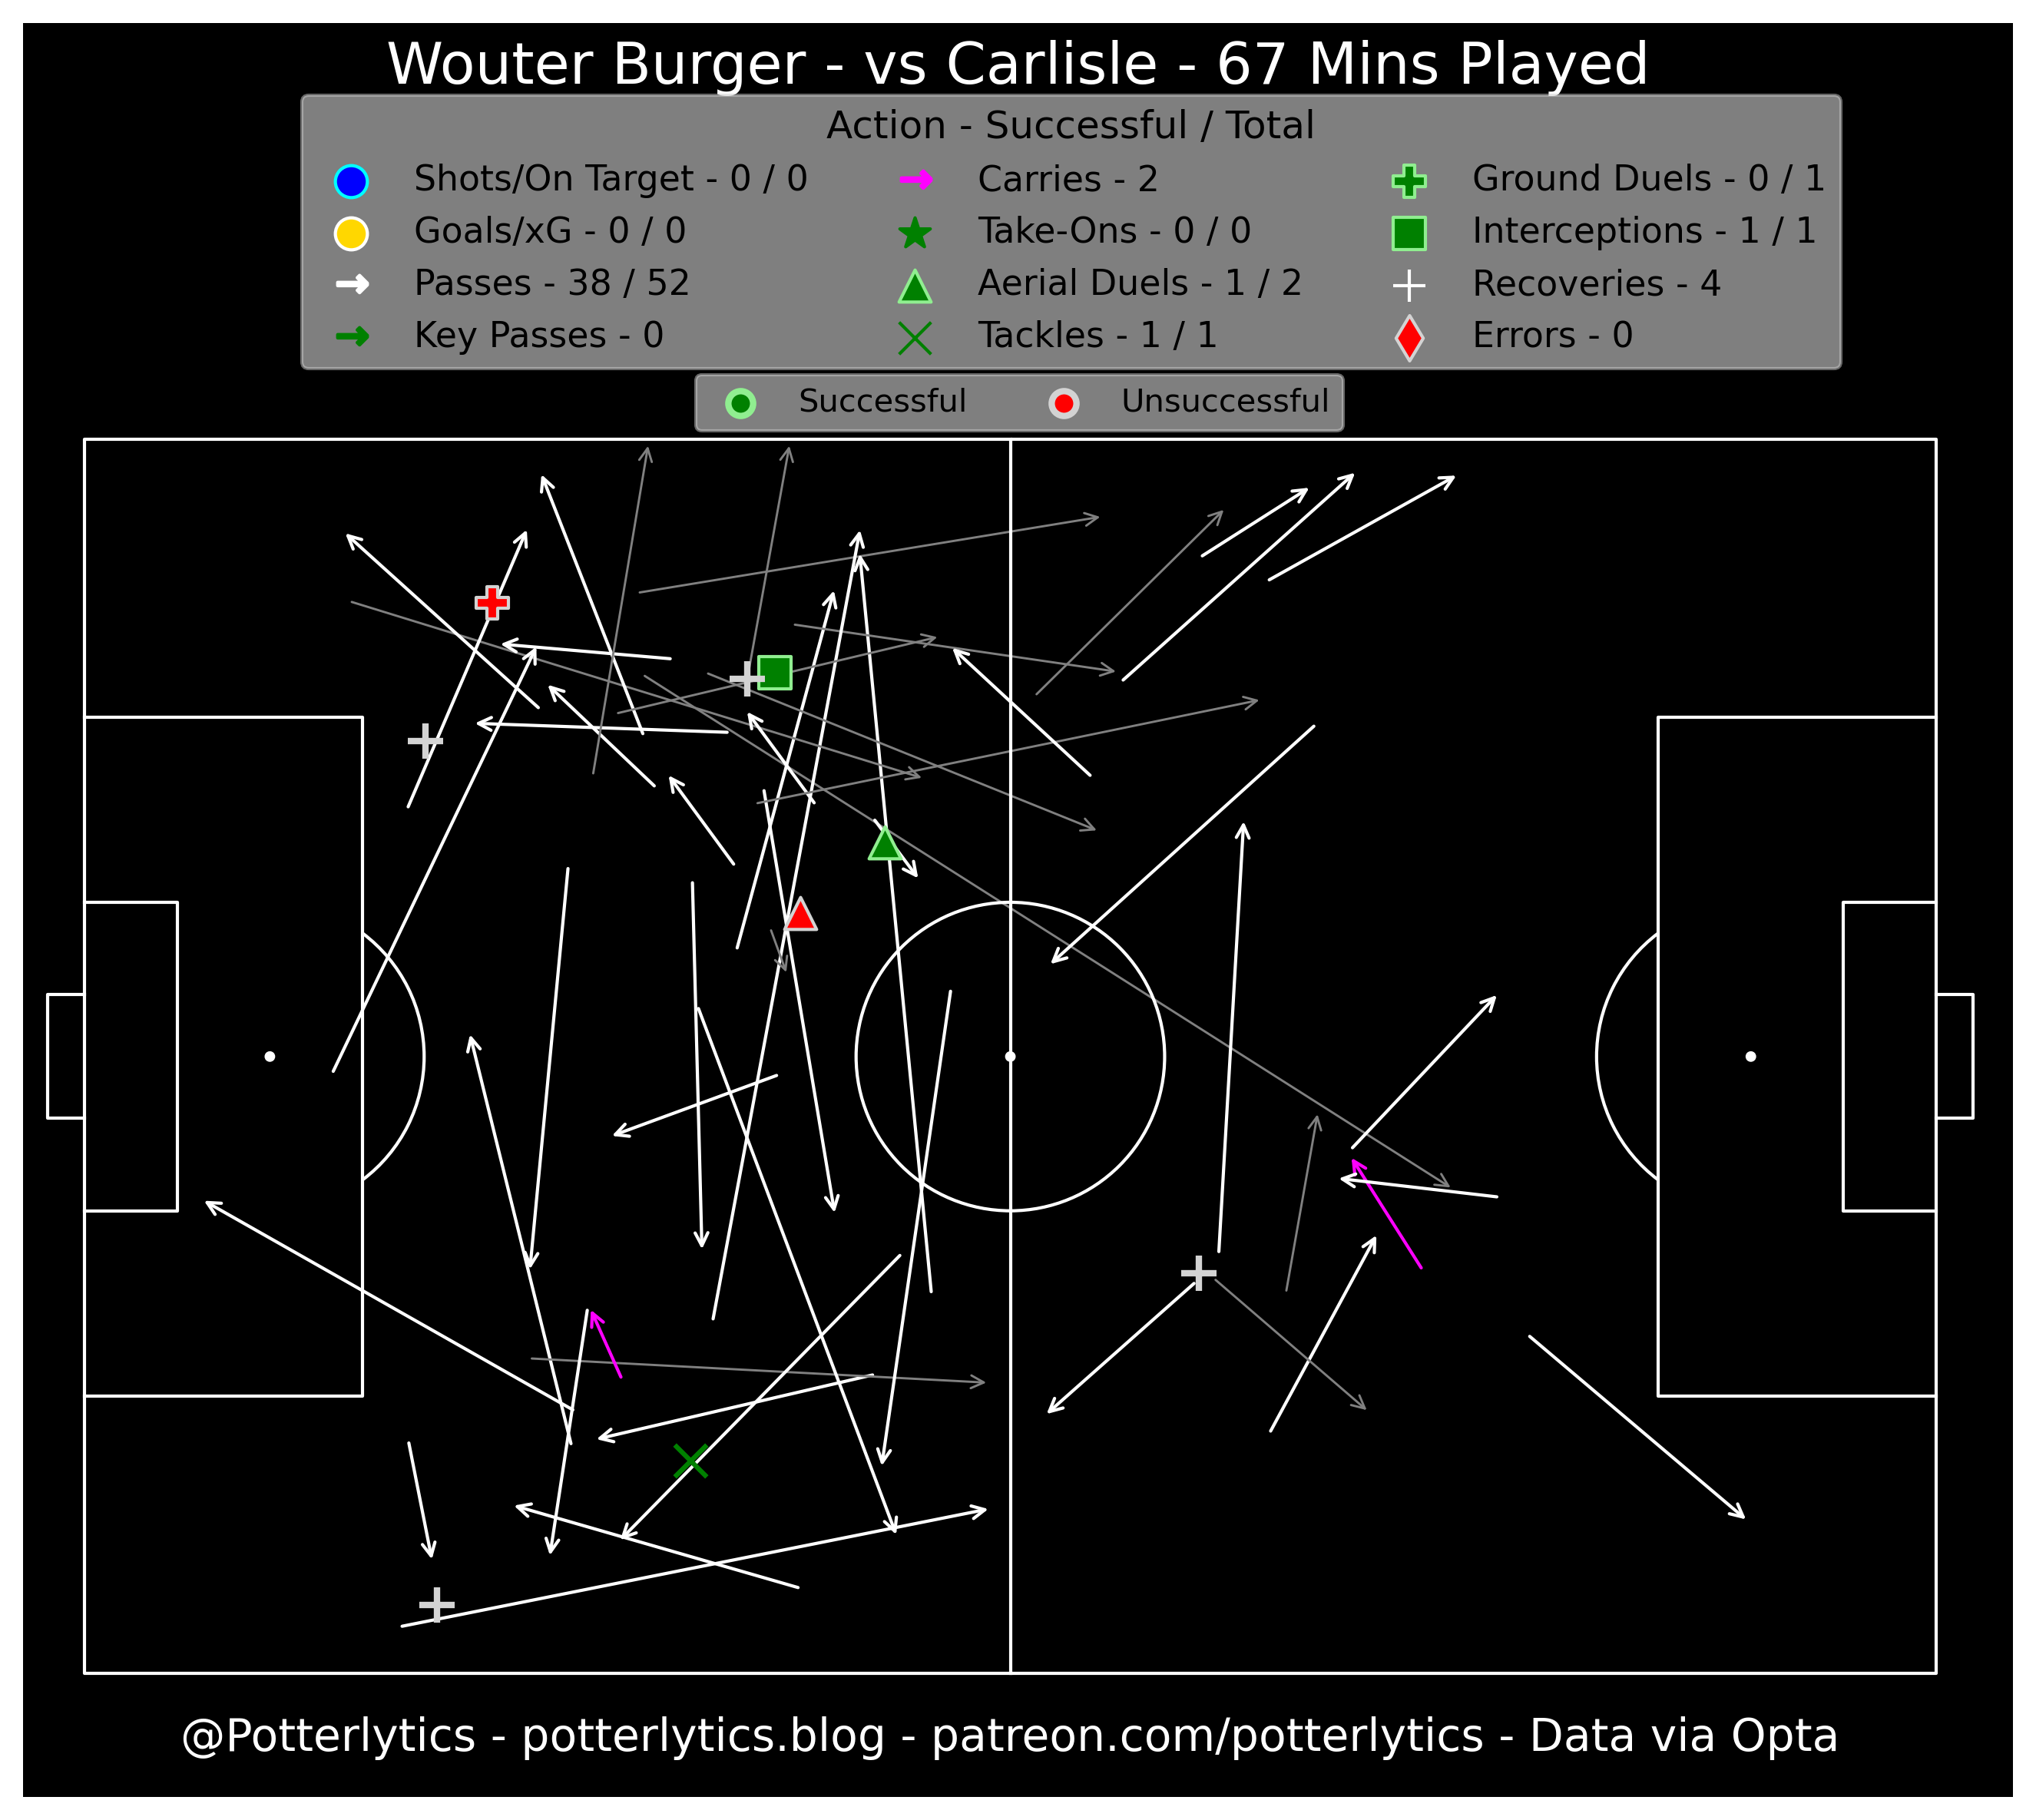 Wouter Burger - vs Carlisle - 67 Mins Played
Action - Successful / Total
Shots/On Target - 0 / 0
Goals/xG - 0 / 0
Passes - 38 / 52
Key Passes - 0
Carries - 2
Take-Ons - 0 / 0
Aerial Duels - 1 / 2
Tackles - 1 / 1
Ground Duels - 0 / 1
Interceptions - 1 / 1
Recoveries - 4
Errors - 0
Successful
Unsuccessful
@Potterlytics - potterlytics.blog - patreon.com/potterlytics - Data via Opta